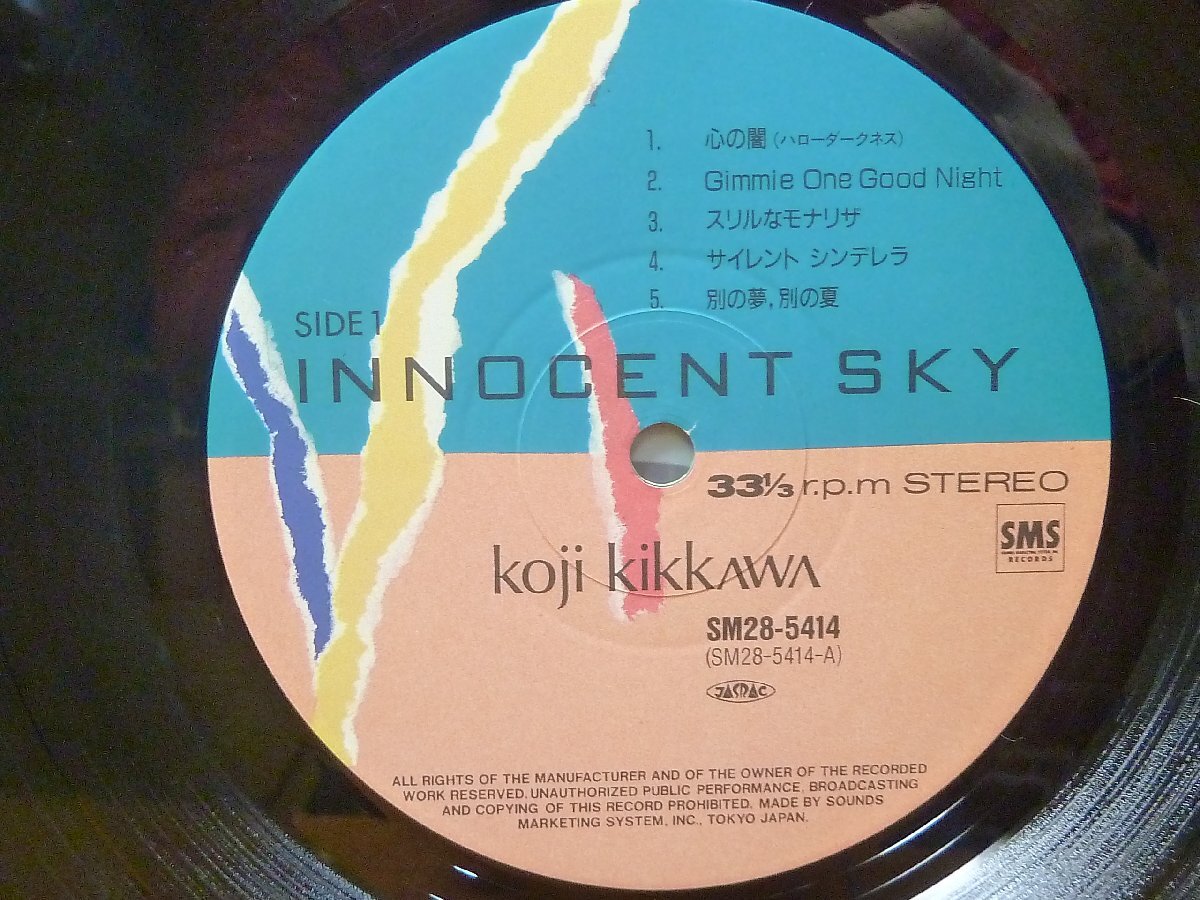 1. 心の闇(ハローダークネス)
2. Gimmie One Good Night
3. スリルなモナリザ
4. サイレント シンデレラ
5. 別の夢,別の夏
SIDE 1
INNOCENT SKY
33 1/3 r.p.m STEREO
SMS
RECORDS
koji kikkAWA
SM28-5414
(SM28-5414-A)
JASRAC
ALL RIGHTS OF THE MANUFACTURER AND OF THE OWNER OF THE RECORDED
WORK RESERVED. UNAUTHORIZED PUBLIC PERFORMANCE, BROADCASTING
AND COPYING OF THIS RECORD PROHIBITED. MADE BY SOUNDS
MARKETING SYSTEM, INC., TOKYO JAPAN.